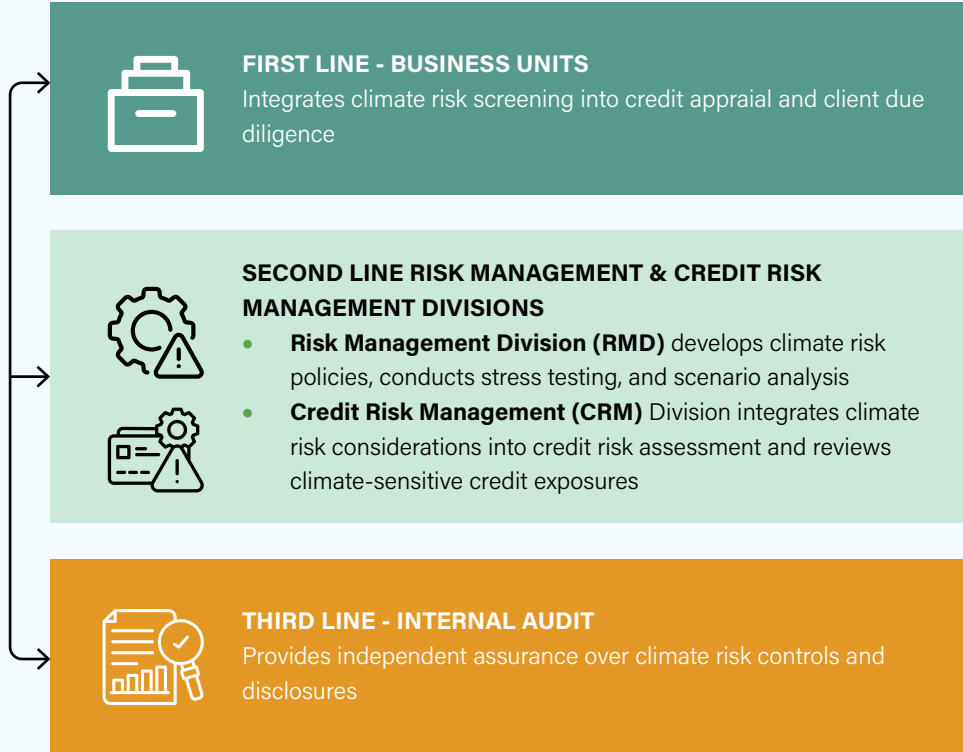 FIRST LINE - BUSINESS UNITS
Integrates climate risk screening into credit appraial and client due
diligence
SECOND LINE RISK MANAGEMENT & CREDIT RISK
MANAGEMENT DIVISIONS
• Risk Management Division (RMD) develops climate risk
policies, conducts stress testing, and scenario analysis
• Credit Risk Management (CRM) Division integrates climate
risk considerations into credit risk assessment and reviews
climate-sensitive credit exposures
THIRD LINE - INTERNAL AUDIT
Provides independent assurance over climate risk controls and
disclosures